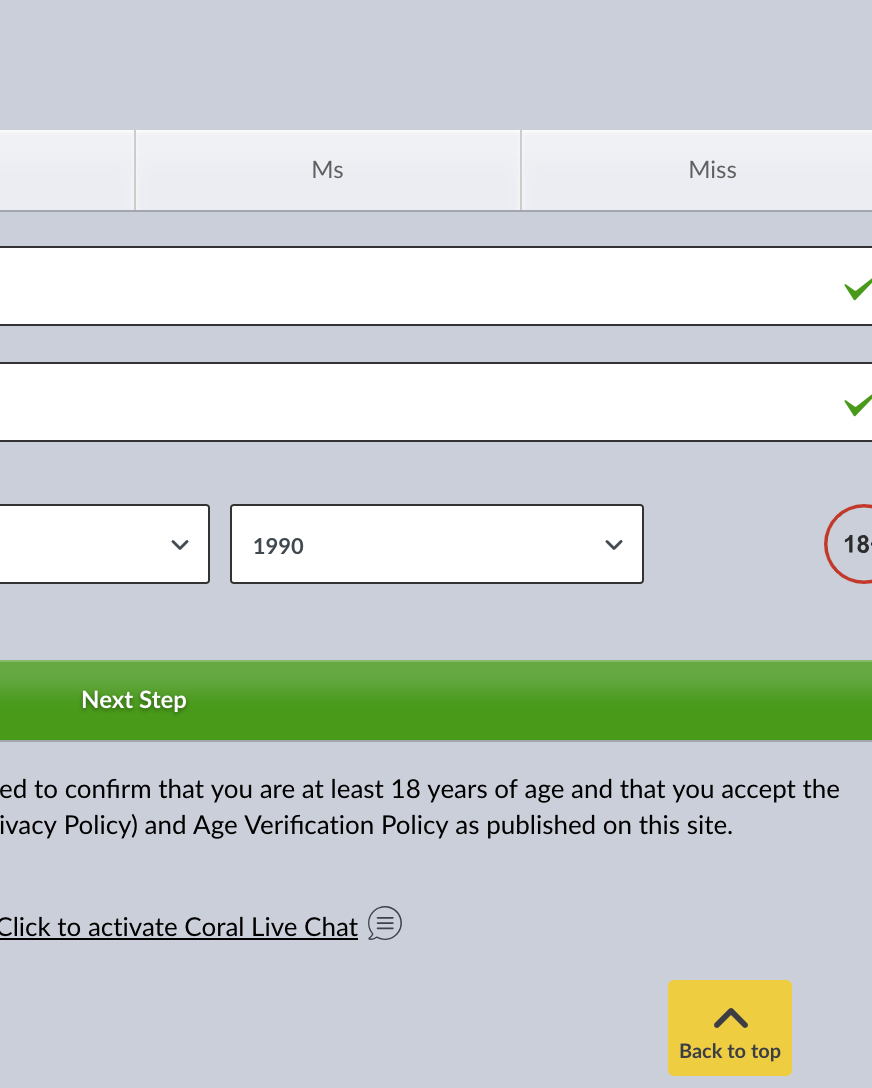 Ms
Miss
1990
18
Next Step
to confirm that you are at least 18 years of age and that you accept the
Policy) and Age Verification Policy as published on this site.
Click to activate Coral Live Chat
Back to top